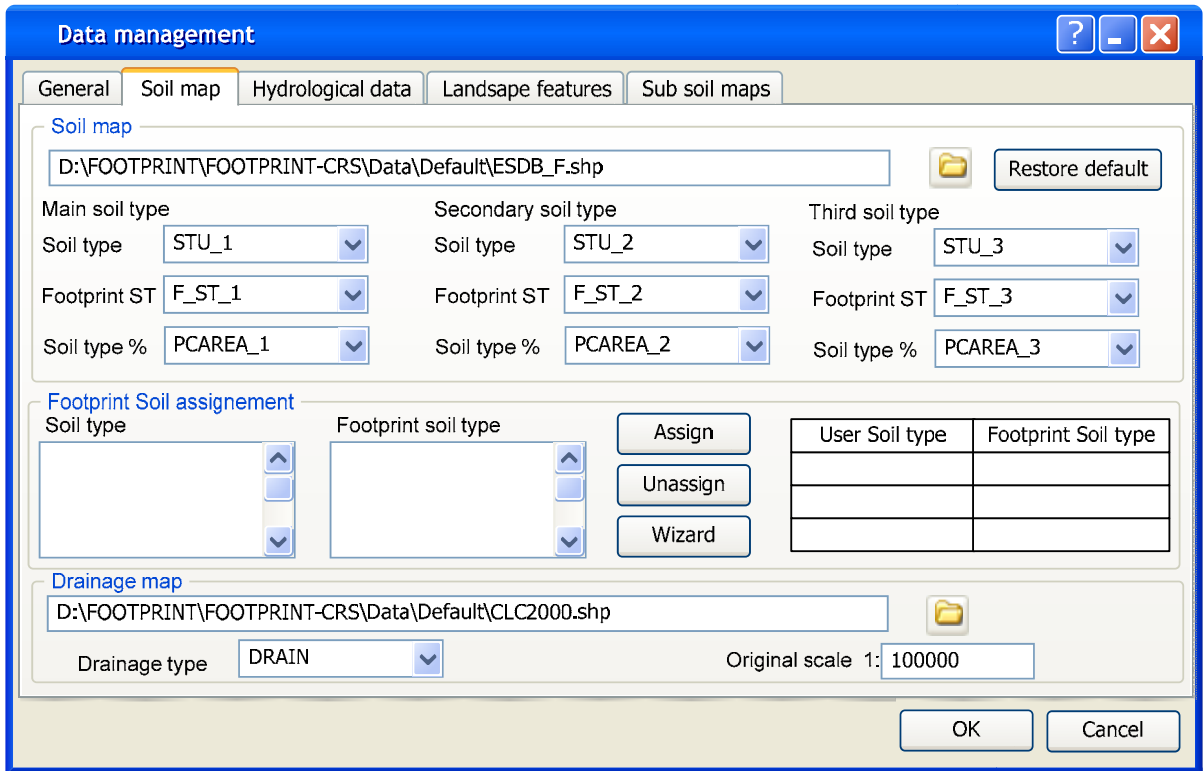 Data management
General Soil map Hydrological data Landsape features Sub soil maps
Soil map
D:\FOOTPRINT\FOOTPRINT-CRS\Data\Default\ESDB_F.shp Restore default
Main soil type Secondary soil type Third soil type
Soil type STU_1 Soil type STU_2 Soil type STU_3
Footprint ST F_ST_1 Footprint ST F_ST_2 Footprint ST F_ST_3
Soil type % PCAREA_1 Soil type % PCAREA_2 Soil type % PCAREA_3
Footprint Soil assignement
Soil type Footprint soil type Assign User Soil type Footprint Soil type
Unassign
Wizard
Drainage map
D:\FOOTPRINT\FOOTPRINT-CRS\Data\Default\CLC2000.shp
Drainage type DRAIN Original scale 1: 100000
OK Cancel